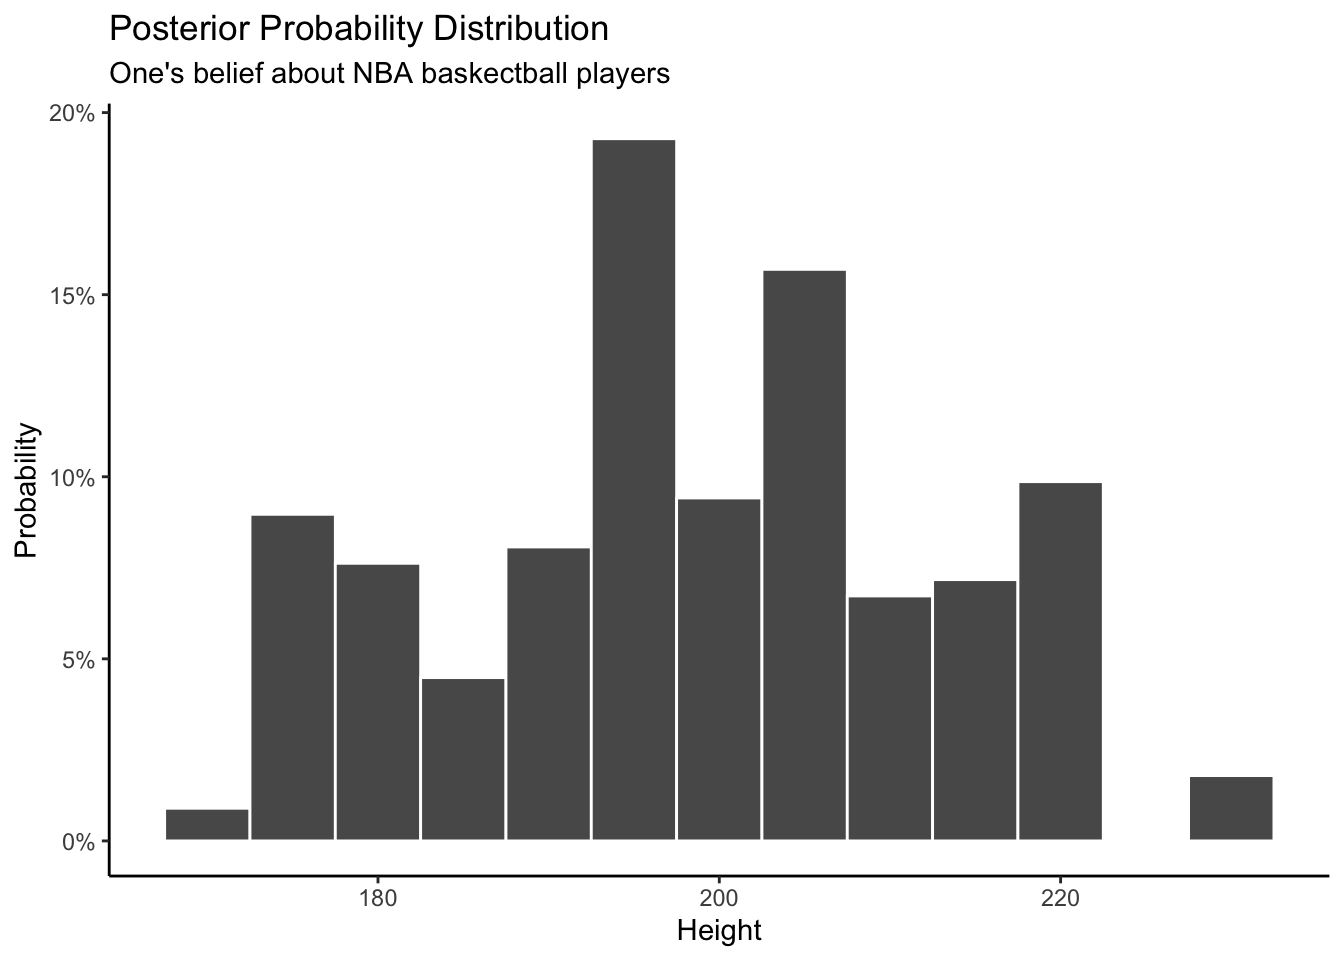 Posterior Probability Distribution
One's belief about NBA baskectball players
20%
15%
10%
5%
0%
Probability
180
200
220
Height